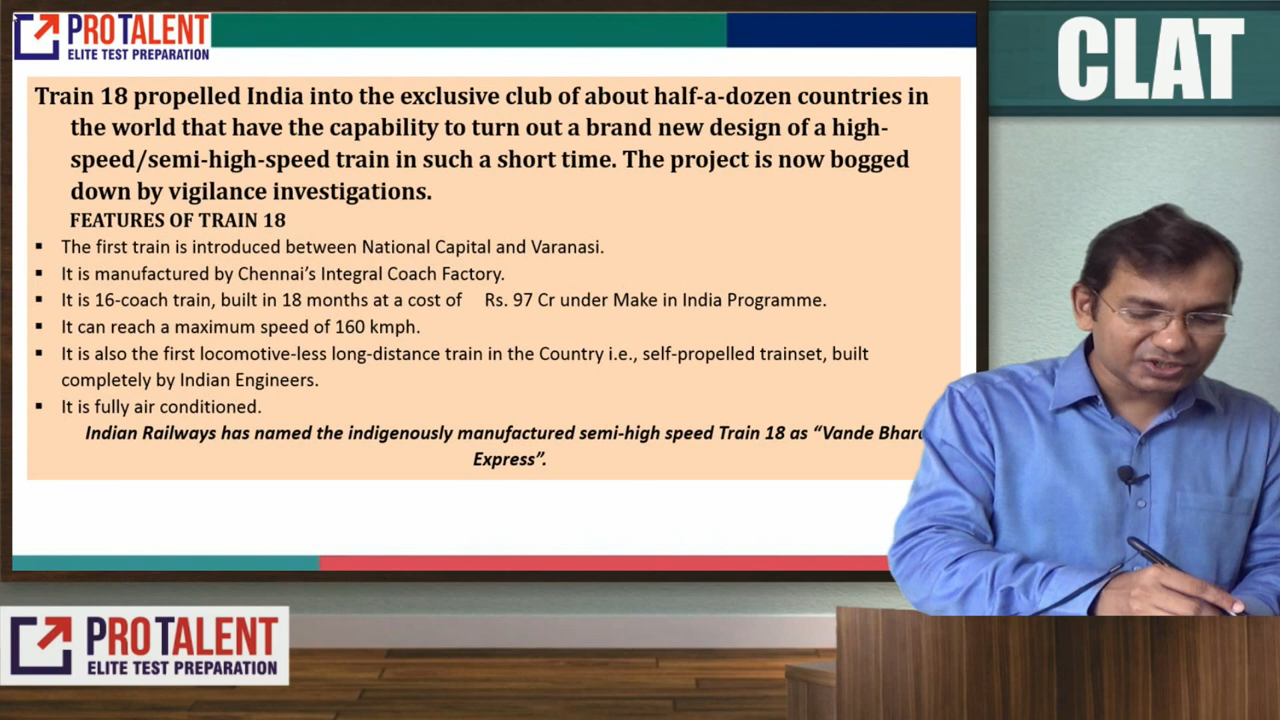 PROTALENT
ELITE TEST PREPARATION
CLAT
Train 18 propelled India into the exclusive club of about half-a-dozen countries in
the world that have the capability to turn out a brand new design of a high-
speed/semi-high-speed train in such a short time. The project is now bogged
down by vigilance investigations.
FEATURES OF TRAIN 18
▪ The first train is introduced between National Capital and Varanasi.
▪ It is manufactured by Chennai's Integral Coach Factory.
▪ It is 16-coach train, built in 18 months at a cost of Rs. 97 Cr under Make in India Programme.
▪ It can reach a maximum speed of 160 kmph.
▪ It is also the first locomotive-less long-distance train in the Country i.e., self-propelled trainset, built
completely by Indian Engineers.
▪ It is fully air conditioned.
Indian Railways has named the indigenously manufactured semi-high speed Train 18 as “Vande
Express”.
PROTALENT
ELITE TEST PREPARATION